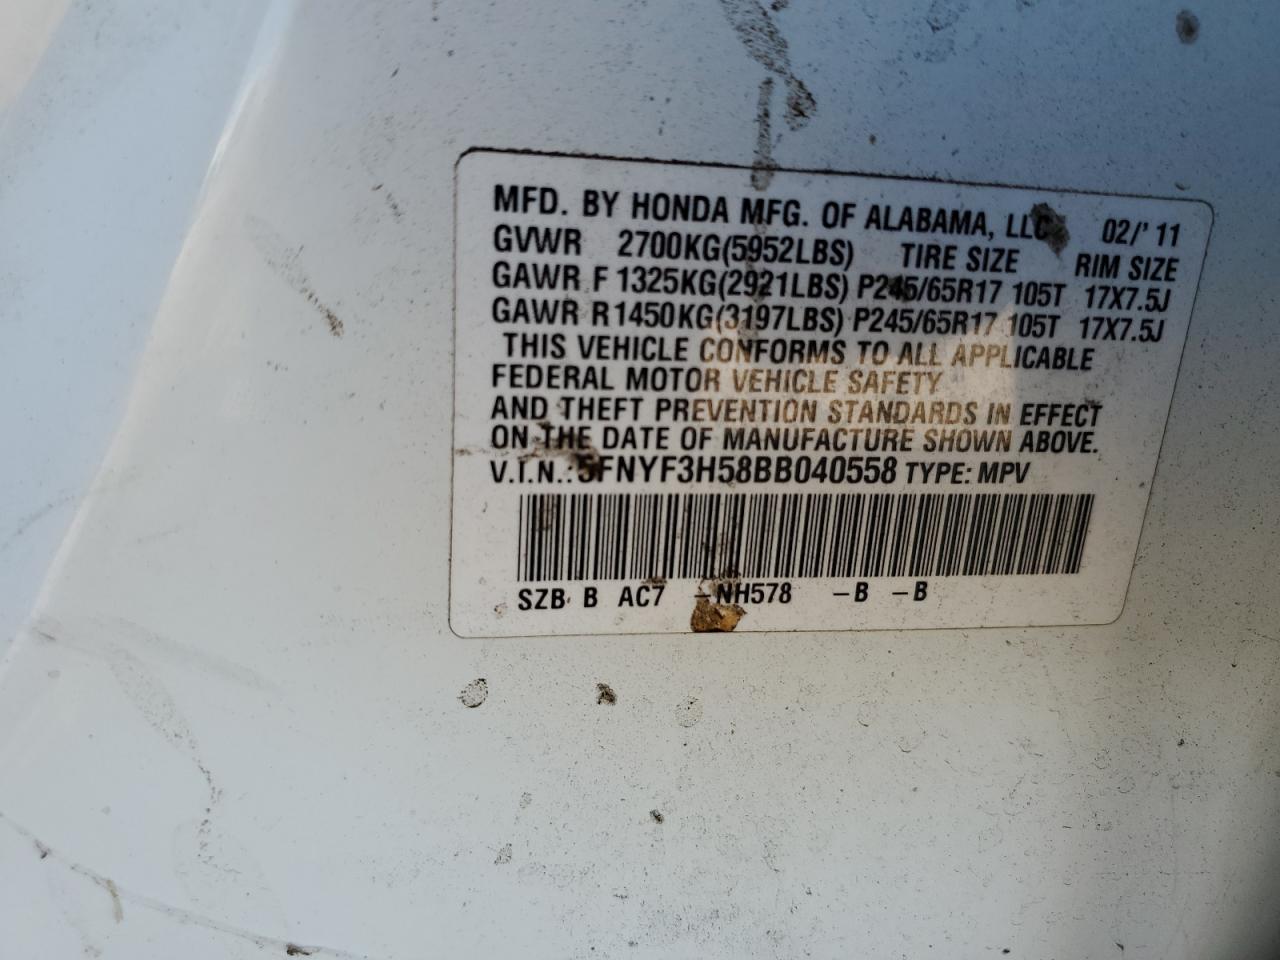 MFD. BY HONDA MFG. OF ALABAMA, LLC 02/'11
GVWR 2700KG(5952LBS) TIRE SIZE RIM SIZE
GAWR F 1325KG(2921LBS) P245/65R17 105T 17X7.5J
GAWR R 1450KG(3197LBS) P245/65R17 105T 17X7.5J
THIS VEHICLE CONFORMS TO ALL APPLICABLE
FEDERAL MOTOR VEHICLE SAFETY
AND THEFT PREVENTION STANDARDS IN EFFECT
ON THE DATE OF MANUFACTURE SHOWN ABOVE.
V.I.N.: 5FNYF3H58BB040558 TYPE: MPV
SZB B AC7 –NH578 –B –B